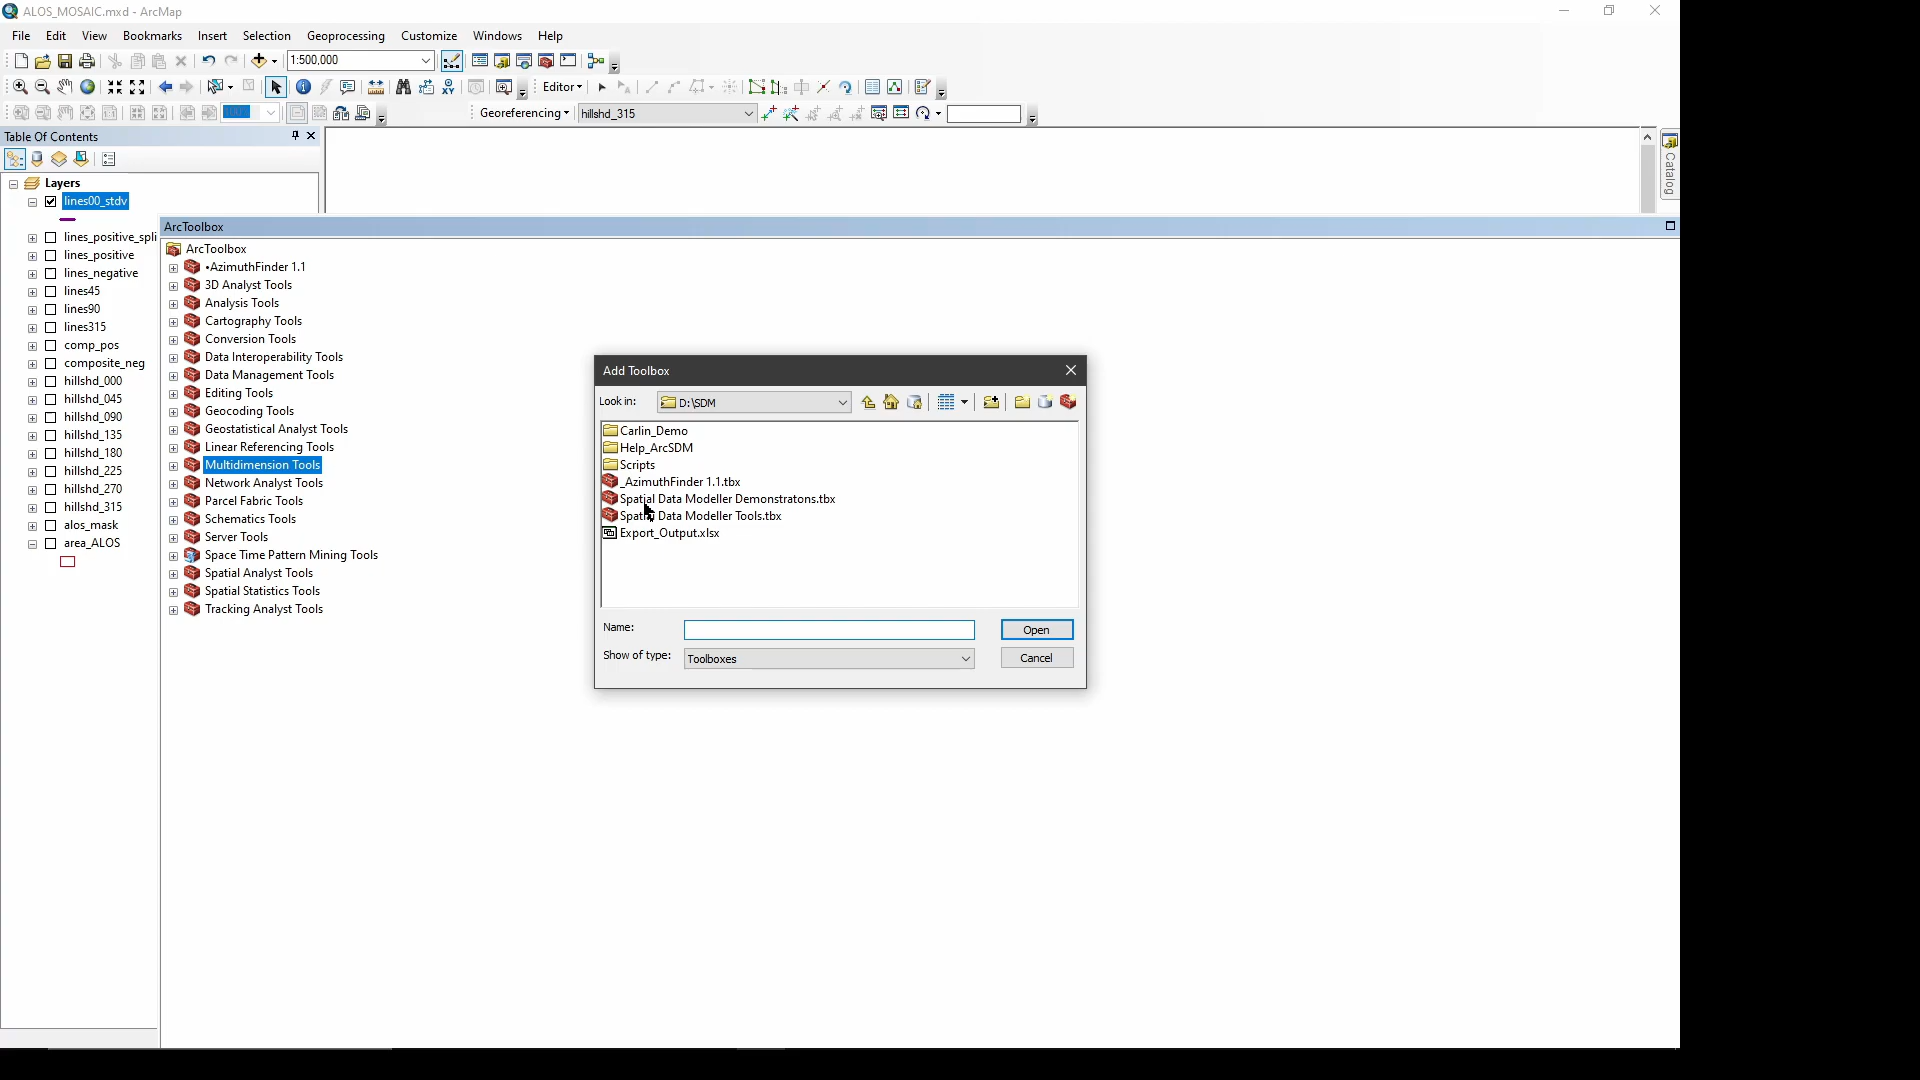 ALOS_MOSAIC.mxd - ArcMap
File Edit View Bookmarks Insert Selection Geoprocessing Customize Windows Help
1:500,000
Editor
Georeferencing hillshd_315
Table Of Contents
Catalog
Layers
lines00_stdv
lines_positive_spli
lines_positive
lines_negative
lines45
lines90
lines315
comp_pos
composite_neg
hillshd_000
hillshd_045
hillshd_090
hillshd_135
hillshd_180
hillshd_225
hillshd_270
hillshd_315
alos_mask
area_ALOS
ArcToolbox
ArcToolbox
•AzimuthFinder 1.1
3D Analyst Tools
Analysis Tools
Cartography Tools
Conversion Tools
Data Interoperability Tools
Data Management Tools
Editing Tools
Geocoding Tools
Geostatistical Analyst Tools
Linear Referencing Tools
Multidimension Tools
Network Analyst Tools
Parcel Fabric Tools
Schematics Tools
Server Tools
Space Time Pattern Mining Tools
Spatial Analyst Tools
Spatial Statistics Tools
Tracking Analyst Tools
Add Toolbox
Look in: D:\SDM
Carlin_Demo
Help_ArcSDM
Scripts
_AzimuthFinder 1.1.tbx
Spatial Data Modeller Demonstratons.tbx
Spatial Data Modeller Tools.tbx
Export_Output.xlsx
Name: Open
Show of type: Toolboxes Cancel